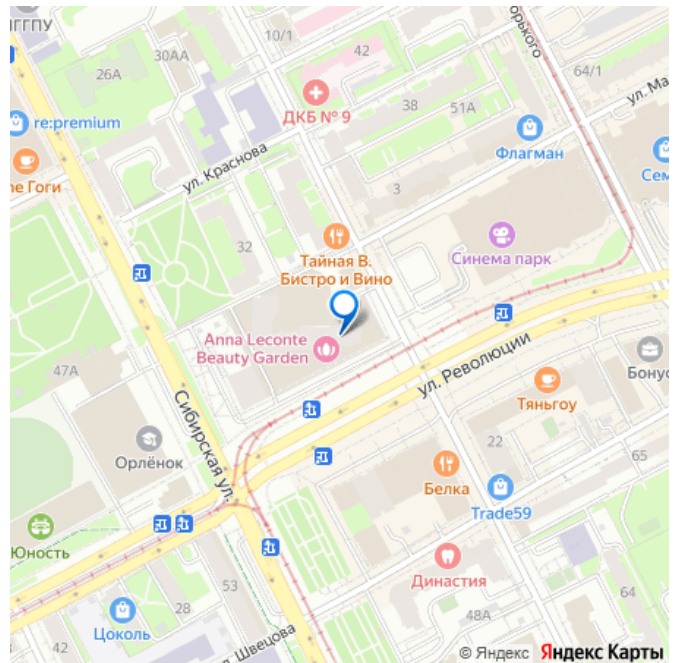 ПГГПУ
26А
30АА
10/1
42
ДКБ № 9
38
51А
64/1
ул. Ма
орького
re:premium
ул. Краснова
Флагман
Сем
пе Гоги
3
32
Тайная В.
Бистро и Вино
Синема парк
Anna Leconte
Beauty Garden
47А
ул. Революции
Бонус
Тяньгоу
Сибирская ул.
Орлёнок
22
65
Белка
Trade59
Юность
Династия
53
28
Цоколь
64
48А
42
ул. Швецова
© Яндекс Яндекс Карты